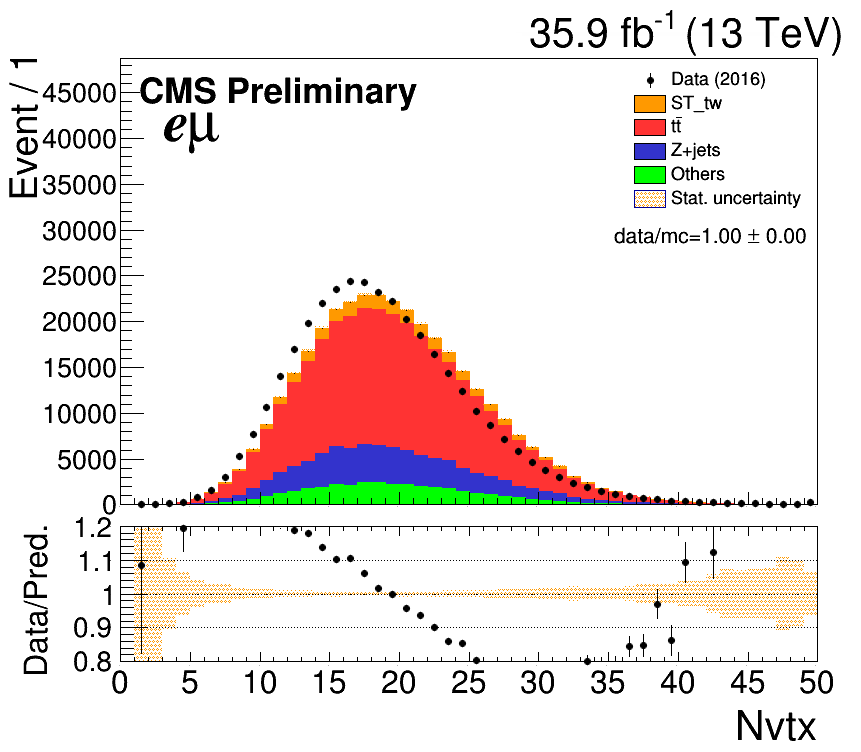 35.9 fb⁻¹ (13 TeV)
Event / 1
CMS Preliminary
eμ
Data (2016)
ST_tw
tt̄
Z+jets
Others
Stat. uncertainty
data/mc=1.00 ± 0.00
45000
40000
35000
30000
25000
20000
15000
10000
5000
0
Data/Pred.
1.2
1.1
1
0.9
0.8
0 5 10 15 20 25 30 35 40 45 50
Nvtx